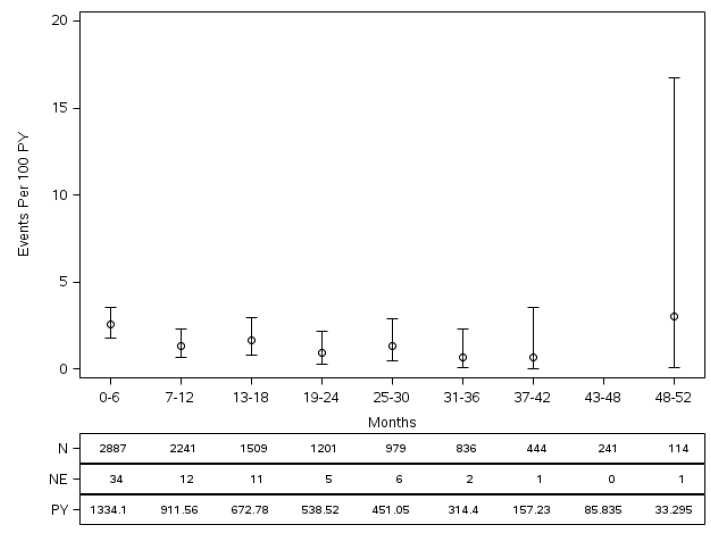 20
15
10
5
0
Events Per 100 PY
0-6 7-12 13-18 19-24 25-30 31-36 37-42 43-48 48-52
Months
N 2887 2241 1509 1201 979 836 444 241 114
NE 34 12 11 5 6 2 1 0 1
PY 1334.1 911.56 672.78 538.52 451.05 314.4 157.23 85.835 33.295